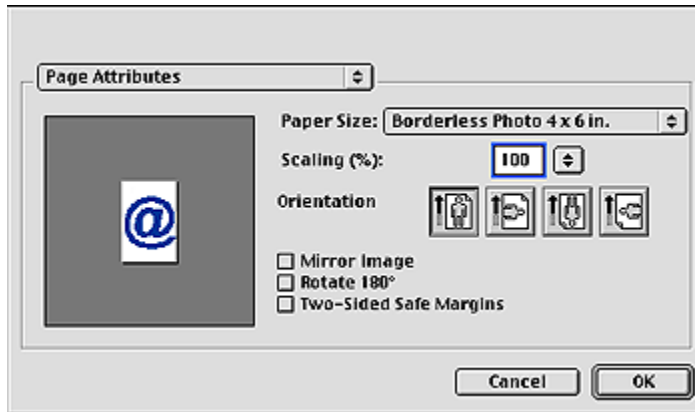 Page Attributes
Paper Size: Borderless Photo 4 x 6 in.
Scaling (%): 100
@
Orientation
Mirror Image
Rotate 180°
Two-Sided Safe Margins
Cancel OK